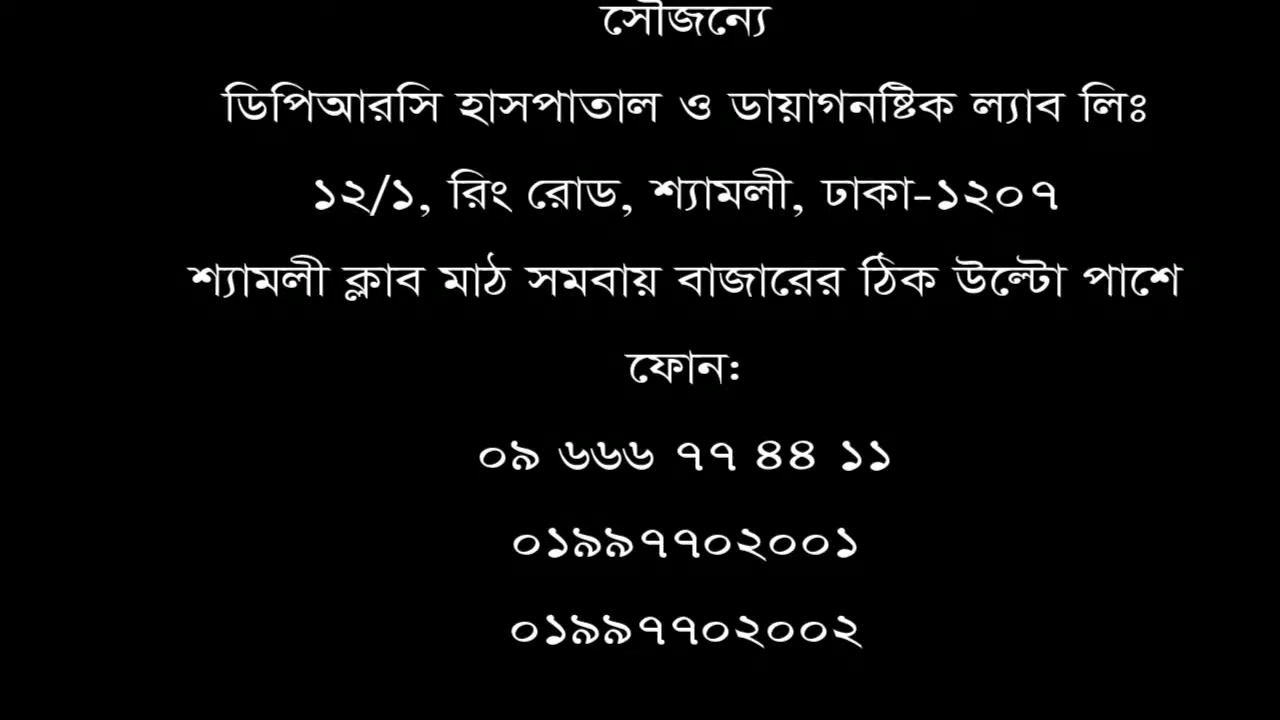 সৌজন্যে
ডিপিআরসি হাসপাতাল ও ডায়াগনষ্টিক ল্যাব লিঃ
১২/১, রিং রোড, শ্যামলী, ঢাকা-১২০৭
শ্যামলী ক্লাব মাঠ সমবায় বাজারের ঠিক উল্টো পাশে
ফোন:
০৯ ৬৬৬ ৭৭ ৪৪ ১১
০১৯৯৭৭০২০০১
০১৯৯৭৭০২০০২